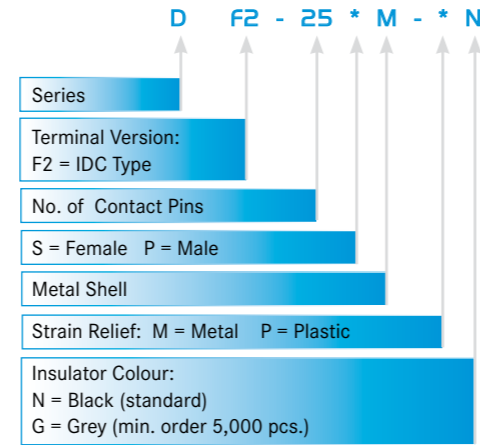 D F2 - 25 * M - * N
Series
Terminal Version:
F2 = IDC Type
No. of Contact Pins
S = Female P = Male
Metal Shell
Strain Relief: M = Metal P = Plastic
Insulator Colour:
N = Black (standard)
G = Grey (min. order 5,000 pcs.)